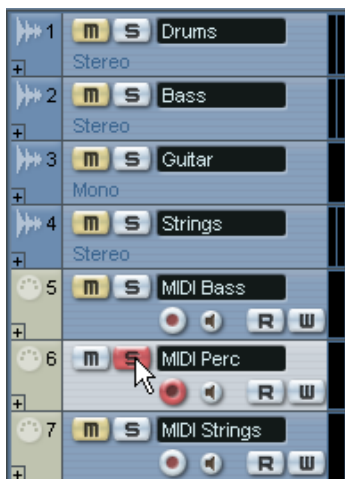 1 m S Drums
+ Stereo
2 m S Bass
+ Stereo
3 m S Guitar
+ Mono
4 m S Strings
+ Stereo
5 m S MIDI Bass
+ R W
6 m S MIDI Perc
+ R W
7 m S MIDI Strings
+ R W